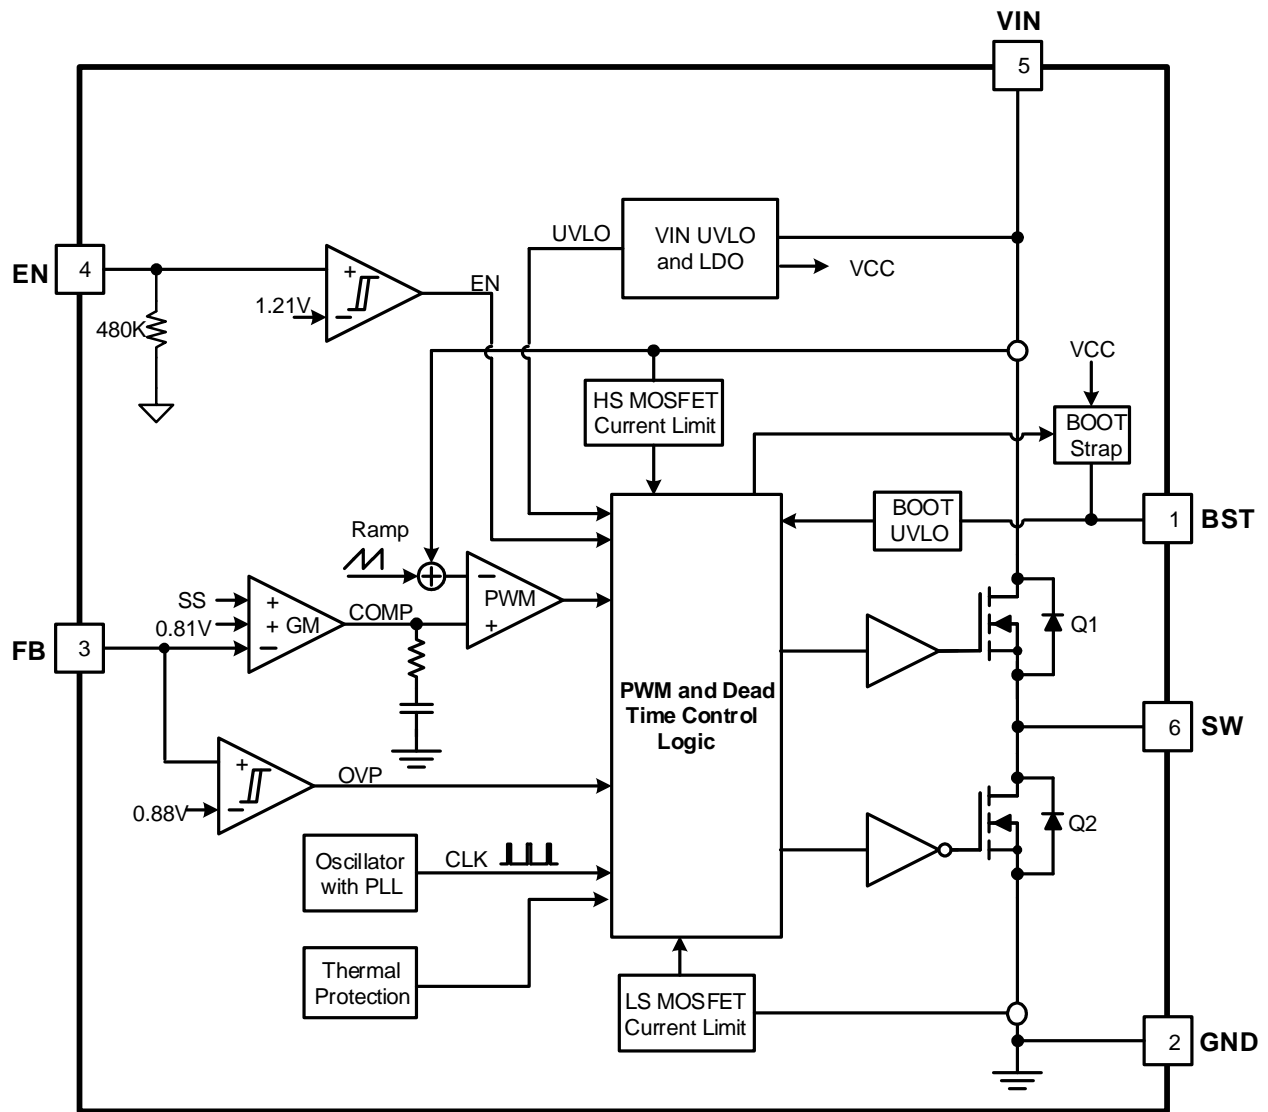 VIN
5
UVLO
VIN UVLO
and LDO
VCC
EN
4
EN
1.21V
+
−
480K
VCC
HS MOSFET
Current Limit
BOOT
Strap
BOOT
UVLO
1
BST
Ramp
+
−
PWM
+
SS
0.81V
+
+
−
GM
COMP
FB
3
Q1
PWM and Dead
Time Control
Logic
6
SW
+
−
0.88V
OVP
Q2
Oscillator
with PLL
CLK
Thermal
Protection
LS MOSFET
Current Limit
2
GND